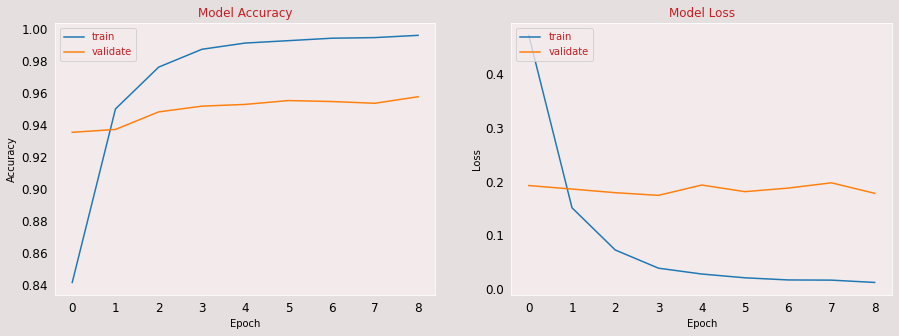 Model Accuracy
train
validate
1.00
0.98
0.96
0.94
0.92
0.90
0.88
0.86
0.84
Accuracy
0 1 2 3 4 5 6 7 8
Epoch
Model Loss
train
validate
0.4
0.3
0.2
0.1
0.0
Loss
0 1 2 3 4 5 6 7 8
Epoch